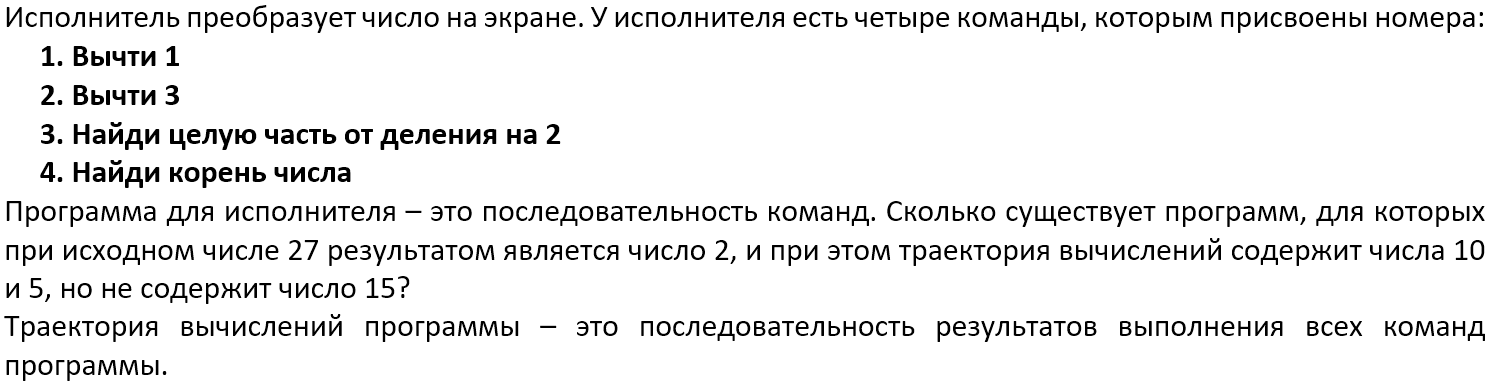 Исполнитель преобразует число на экране. У исполнителя есть четыре команды, которым присвоены номера:
1. Вычти 1
2. Вычти 3
3. Найди целую часть от деления на 2
4. Найди корень числа
Программа для исполнителя – это последовательность команд. Сколько существует программ, для которых
при исходном числе 27 результатом является число 2, и при этом траектория вычислений содержит числа 10
и 5, но не содержит число 15?
Траектория вычислений программы – это последовательность результатов выполнения всех команд
программы.